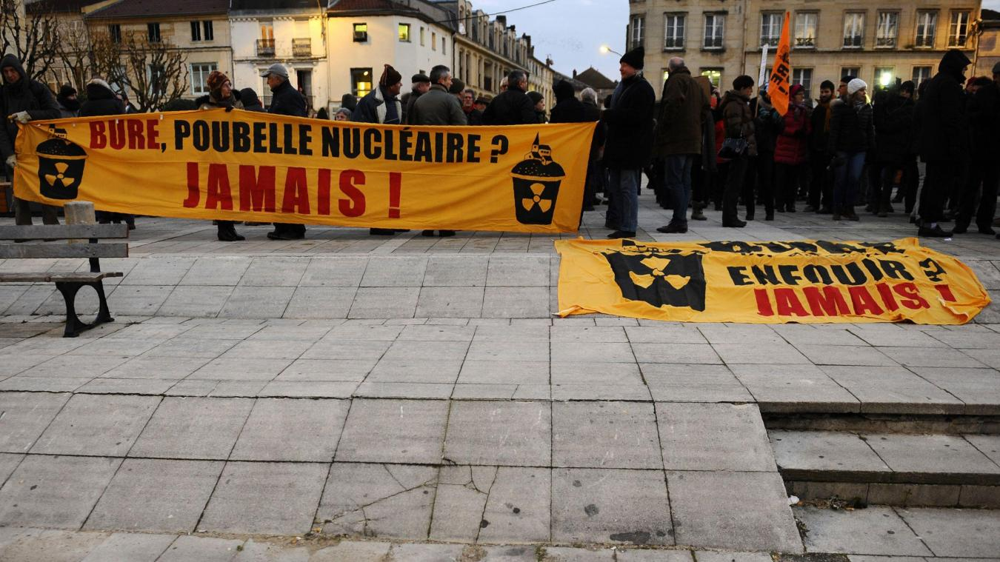 BURE, POUBELLE NUCLÉAIRE ?
JAMAIS !
ENFOUIR ?
JAMAIS !